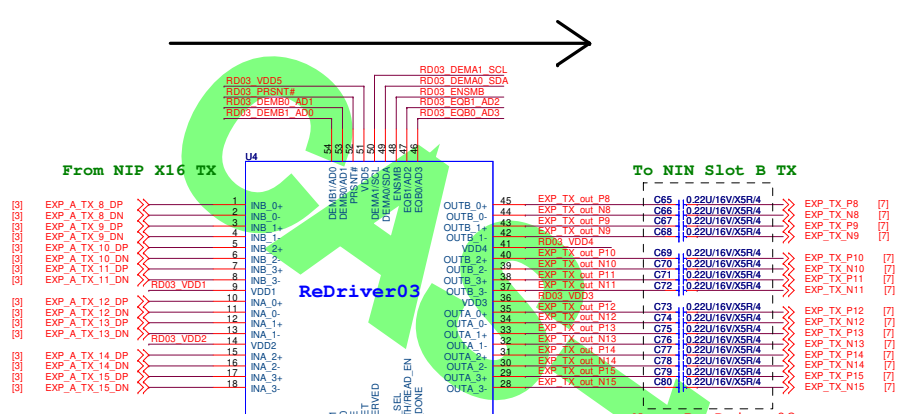 RD03_DEMA1_SCL
RD03_VDD5 RD03_DEMA0_SDA
RD03_PRSNT# RD03_ENSMB
RD03_DEMB0_AD1 RD03_EQB1_AD2
RD03_DEMB1_AD0 RD03_EQB0_AD3
54 53 52 51 50 49 48 47 46
U4
From NIP X16 TX
To NIN Slot B TX
DEMB1/AD0 DEMB0/AD1 PRSNT# VDD5 DEMA1/SCL DEMA0/SDA ENSMB EQB1/AD2 EQB0/AD3
[3] EXP_A_TX_8_DP 1 INB_0+ OUTB_0+ 45 EXP_TX_out_P8 C65 0.22U/16V/X5R/4 EXP_TX_P8 [7]
[3] EXP_A_TX_8_DN 2 INB_0- OUTB_0- 44 EXP_TX_out_N8 C66 0.22U/16V/X5R/4 EXP_TX_N8 [7]
[3] EXP_A_TX_9_DP 3 INB_1+ OUTB_1+ 43 EXP_TX_out_P9 C67 0.22U/16V/X5R/4 EXP_TX_P9 [7]
[3] EXP_A_TX_9_DN 4 INB_1- OUTB_1- 42 EXP_TX_out_N9 C68 0.22U/16V/X5R/4 EXP_TX_N9 [7]
[3] EXP_A_TX_10_DP 5 INB_2+ VDD4 41 RD03_VDD4
[3] EXP_A_TX_10_DN 6 INB_2- OUTB_2+ 40 EXP_TX_out_P10 C69 0.22U/16V/X5R/4 EXP_TX_P10 [7]
[3] EXP_A_TX_11_DP 7 INB_3+ OUTB_2- 39 EXP_TX_out_N10 C70 0.22U/16V/X5R/4 EXP_TX_N10 [7]
[3] EXP_A_TX_11_DN 8 INB_3- OUTB_3+ 38 EXP_TX_out_P11 C71 0.22U/16V/X5R/4 EXP_TX_P11 [7]
RD03_VDD1 9 VDD1 OUTB_3- 37 EXP_TX_out_N11 C72 0.22U/16V/X5R/4 EXP_TX_N11 [7]
ReDriver03
[3] EXP_A_TX_12_DP 10 INA_0+ VDD3 36 RD03_VDD3
[3] EXP_A_TX_12_DN 11 INA_0- OUTA_0+ 35 EXP_TX_out_P12 C73 0.22U/16V/X5R/4 EXP_TX_P12 [7]
[3] EXP_A_TX_13_DP 12 INA_1+ OUTA_0- 34 EXP_TX_out_N12 C74 0.22U/16V/X5R/4 EXP_TX_N12 [7]
[3] EXP_A_TX_13_DN 13 INA_1- OUTA_1+ 33 EXP_TX_out_P13 C75 0.22U/16V/X5R/4 EXP_TX_P13 [7]
RD03_VDD2 14 VDD2 OUTA_1- 32 EXP_TX_out_N13 C76 0.22U/16V/X5R/4 EXP_TX_N13 [7]
[3] EXP_A_TX_14_DP 15 INA_2+ OUTA_2+ 31 EXP_TX_out_P14 C77 0.22U/16V/X5R/4 EXP_TX_P14 [7]
[3] EXP_A_TX_14_DN 16 INA_2- OUTA_2- 30 EXP_TX_out_N14 C78 0.22U/16V/X5R/4 EXP_TX_N14 [7]
[3] EXP_A_TX_15_DP 17 INA_3+ OUTA_3+ 29 EXP_TX_out_P15 C79 0.22U/16V/X5R/4 EXP_TX_P15 [7]
[3] EXP_A_TX_15_DN 18 INA_3- OUTA_3- 28 EXP_TX_out_N15 C80 0.22U/16V/X5R/4 EXP_TX_N15 [7]